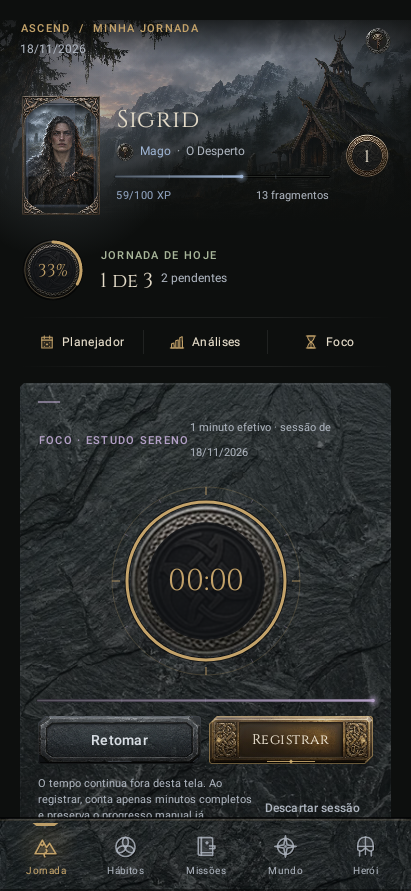 ASCEND / MINHA JORNADA
18/11/2026
SIGRID
Mago · O Desperto
1
59/100 XP
13 fragmentos
33%
JORNADA DE HOJE
1 DE 3 2 pendentes
Planejador
Análises
Foco
FOCO · ESTUDO SERENO
1 minuto efetivo · sessão de
18/11/2026
00:00
Retomar
REGISTRAR
O tempo continua fora desta tela. Ao
registrar, conta apenas minutos completos
e preserva o progresso manual já
Descartar sessão
Jornada
Hábitos
Missões
Mundo
Herói